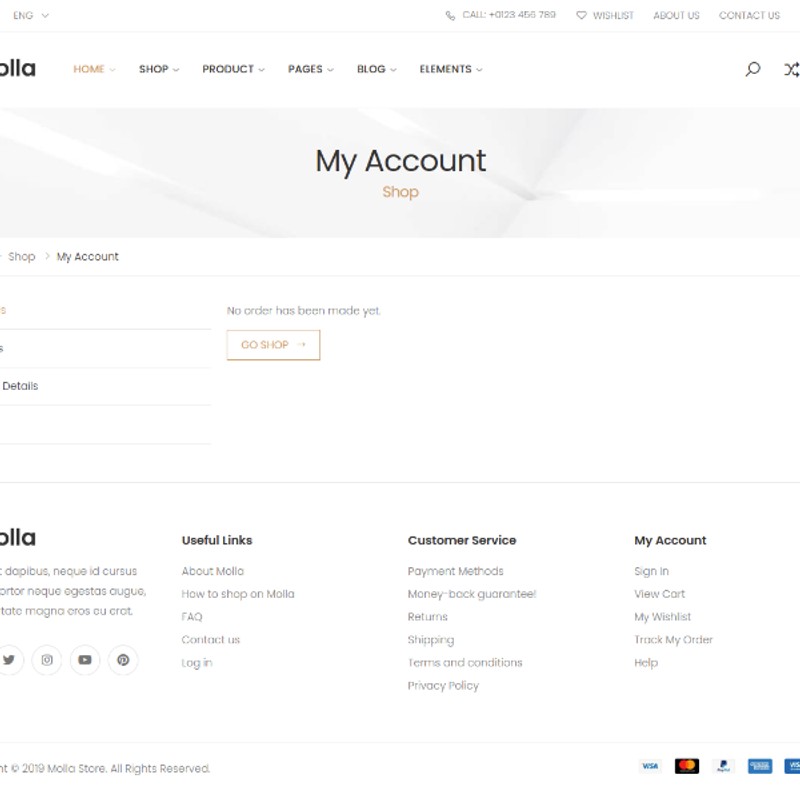 ENG
CALL: +0123 456 789
WISHLIST
ABOUT US
CONTACT US
olla
HOME
SHOP
PRODUCT
PAGES
BLOG
ELEMENTS
My Account
Shop
Shop > My Account
s
No order has been made yet.
GO SHOP →
s
Details
olla
Useful Links
Customer Service
My Account
t dapibus, neque id cursus
ortor neque egestas augue,
tate magna eros eu erat.
About Molla
How to shop on Molla
FAQ
Contact us
Log in
Payment Methods
Money-back guarantee!
Returns
Shipping
Terms and conditions
Privacy Policy
Sign In
View Cart
My Wishlist
Track My Order
Help
nt © 2019 Molla Store. All Rights Reserved.
VISA
PayPal